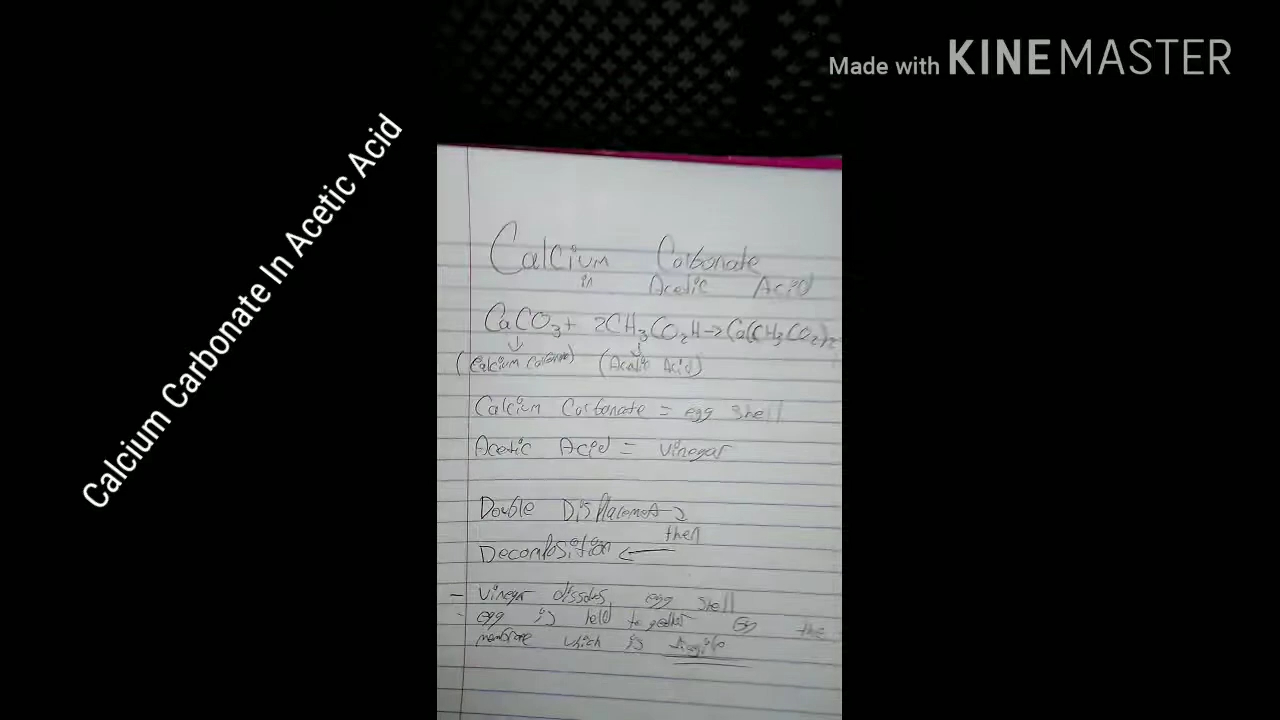 Made with KINEMASTER
Calcium Carbonate In Acetic Acid
Calcium Carbonate
in Acetic Acid
CaCO3 + 2CH3CO2H → Ca(CH3CO2)2
(Calcium Carbonate) (Acetic Acid)
Calcium Carbonate = egg shell
Acetic Acid = vinegar
Double Displacement
then
Decomposition ←
- vinegar egg shell
- egg is held together by the
membrane which is